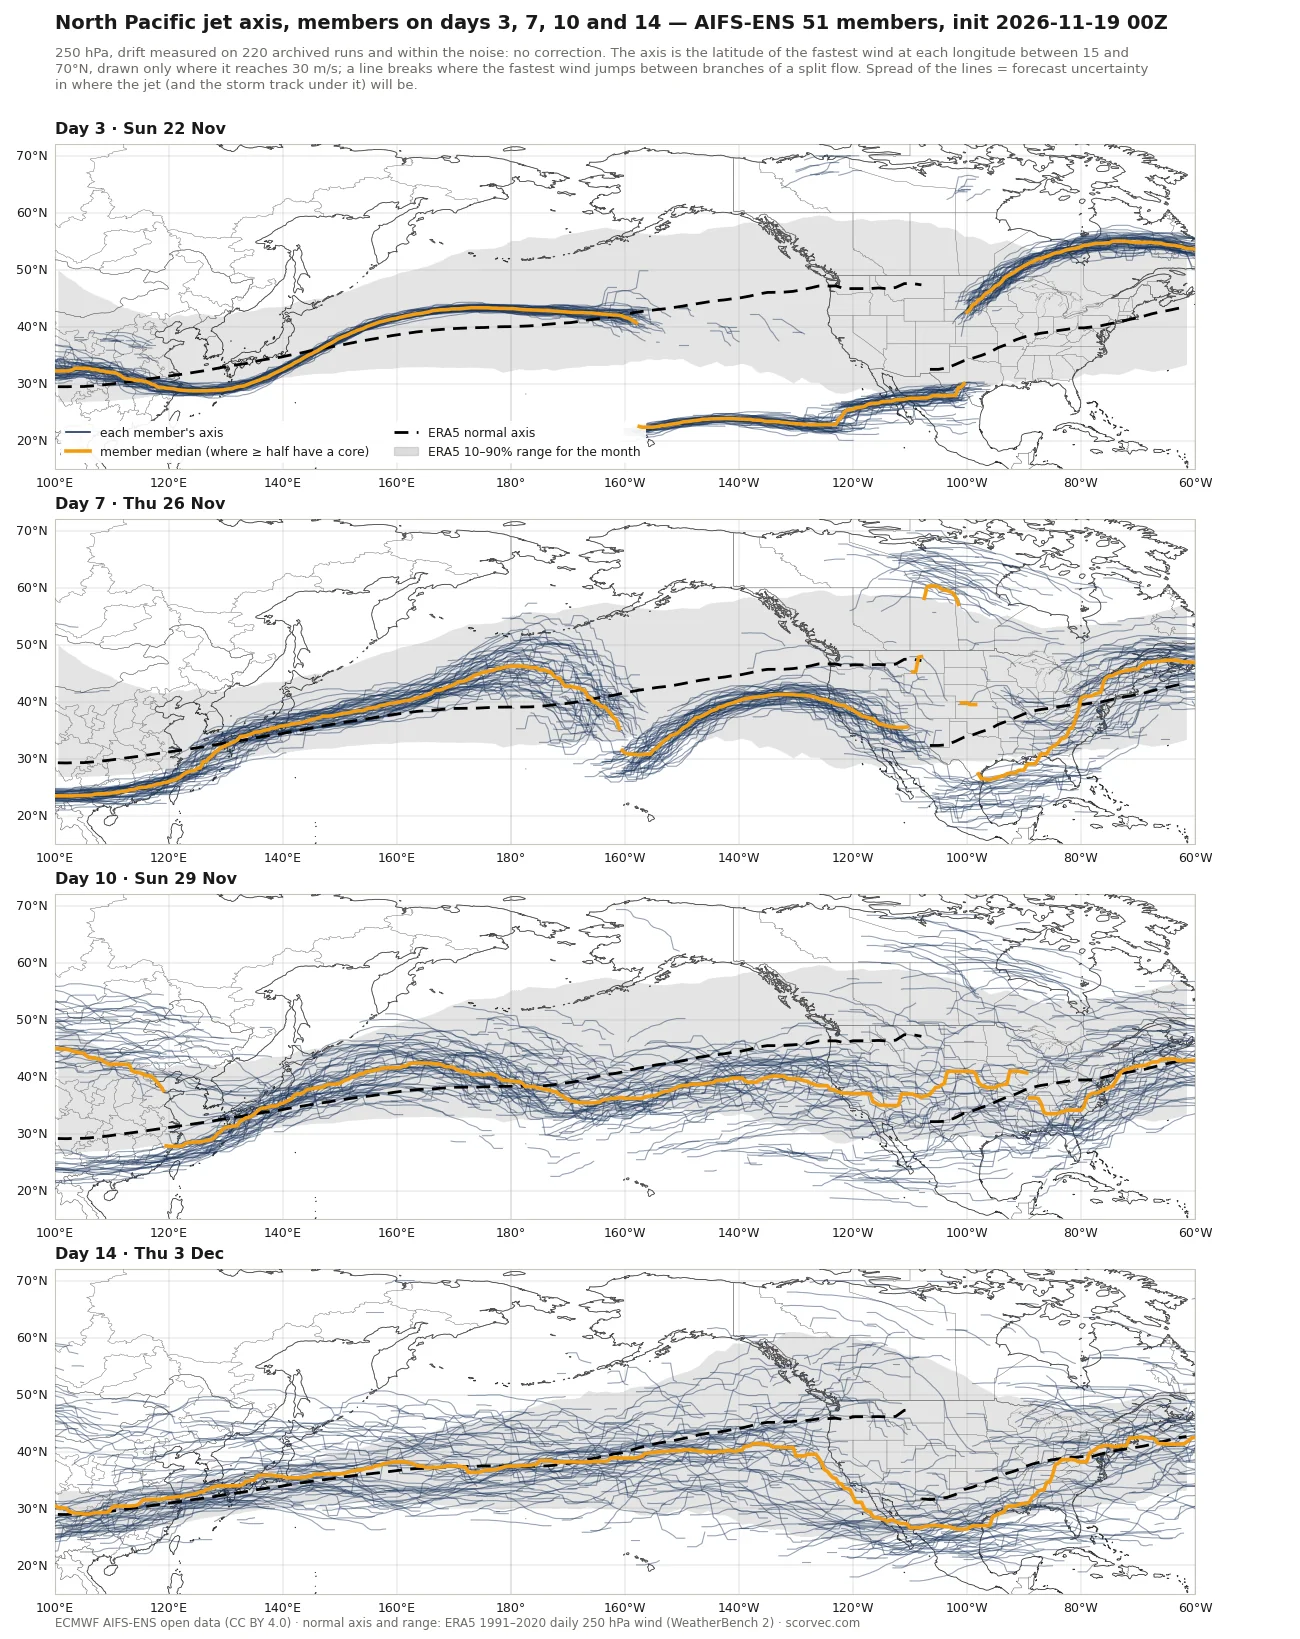 North Pacific jet axis, members on days 3, 7, 10 and 14 — AIFS-ENS 51 members, init 2026-11-19 00Z
250 hPa, drift measured on 220 archived runs and within the noise: no correction. The axis is the latitude of the fastest wind at each longitude between 15 and
70°N, drawn only where it reaches 30 m/s; a line breaks where the fastest wind jumps between branches of a split flow. Spread of the lines = forecast uncertainty
in where the jet (and the storm track under it) will be.
Day 3 · Sun 22 Nov
70°N
60°N
50°N
40°N
30°N
20°N
each member's axis
member median (where ≥ half have a core)
ERA5 normal axis
ERA5 10–90% range for the month
100°E 120°E 140°E 160°E 180° 160°W 140°W 120°W 100°W 80°W 60°W
Day 7 · Thu 26 Nov
70°N
60°N
50°N
40°N
30°N
20°N
100°E 120°E 140°E 160°E 180° 160°W 140°W 120°W 100°W 80°W 60°W
Day 10 · Sun 29 Nov
70°N
60°N
50°N
40°N
30°N
20°N
100°E 120°E 140°E 160°E 180° 160°W 140°W 120°W 100°W 80°W 60°W
Day 14 · Thu 3 Dec
70°N
60°N
50°N
40°N
30°N
20°N
100°E 120°E 140°E 160°E 180° 160°W 140°W 120°W 100°W 80°W 60°W
ECMWF AIFS-ENS open data (CC BY 4.0) · normal axis and range: ERA5 1991–2020 daily 250 hPa wind (WeatherBench 2) · scorvec.com